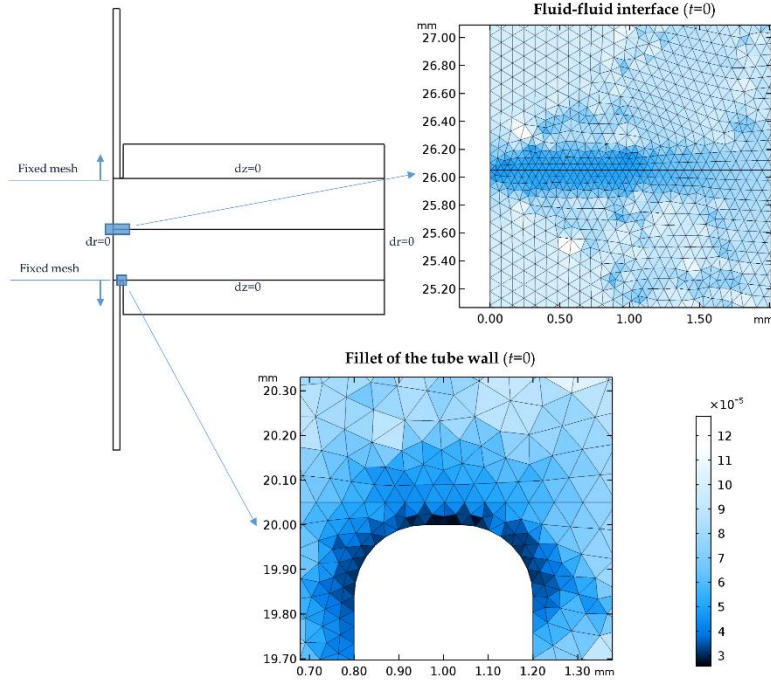 Fluid-fluid interface (t=0)
mm
27.00
26.80
26.60
26.40
26.20
26.00
25.80
25.60
25.40
25.20
0.00 0.50 1.00 1.50 mm
Fixed mesh
dz=0
dr=0
dr=0
Fixed mesh
dz=0
Fillet of the tube wall (t=0)
mm
20.30
20.20
20.10
20.00
19.90
19.80
19.70
0.70 0.80 0.90 1.00 1.10 1.20 1.30 mm
×10⁻⁵
12
11
10
9
8
7
6
5
4
3